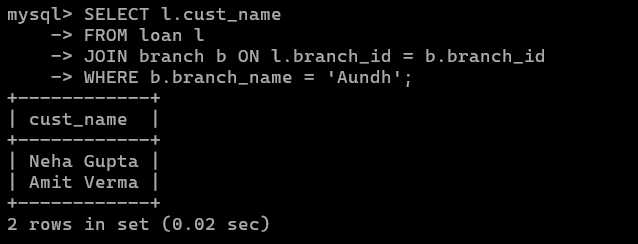 mysql> SELECT l.cust_name
    -> FROM loan l
    -> JOIN branch b ON l.branch_id = b.branch_id
    -> WHERE b.branch_name = 'Aundh';
+------------+
| cust_name  |
+------------+
| Neha Gupta |
| Amit Verma |
+------------+
2 rows in set (0.02 sec)